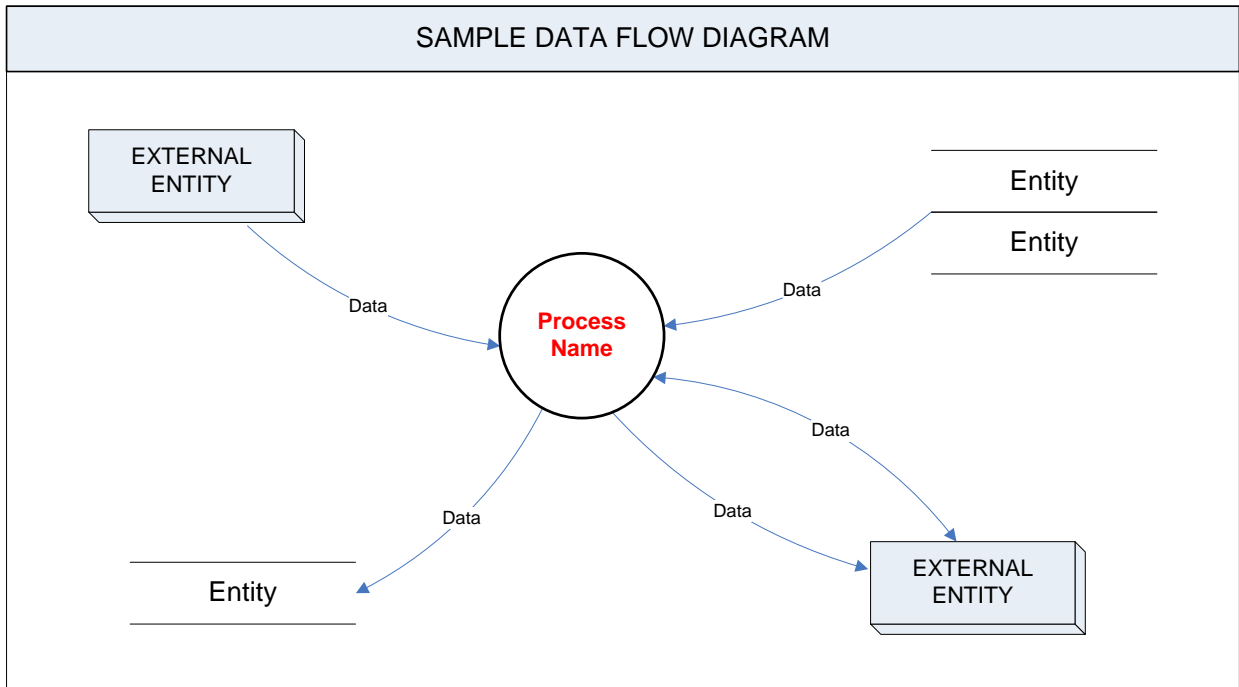 SAMPLE DATA FLOW DIAGRAM
EXTERNAL
ENTITY
Entity
Entity
Data
Data
Process
Name
Data
Data
Data
Entity
EXTERNAL
ENTITY